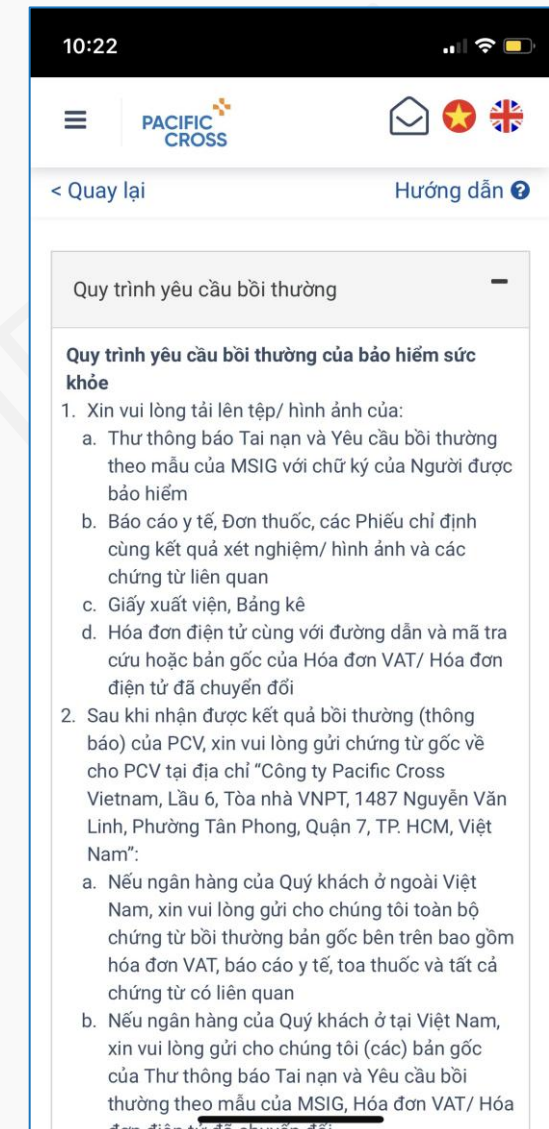 10:22
PACIFIC
CROSS
< Quay lại
Hướng dẫn ?
Quy trình yêu cầu bồi thường
Quy trình yêu cầu bồi thường của bảo hiểm sức
khỏe
1. Xin vui lòng tải lên tệp/ hình ảnh của:
a. Thư thông báo Tai nạn và Yêu cầu bồi thường
theo mẫu của MSIG với chữ ký của Người được
bảo hiểm
b. Báo cáo y tế, Đơn thuốc, các Phiếu chỉ định
cùng kết quả xét nghiệm/ hình ảnh và các
chứng từ liên quan
c. Giấy xuất viện, Bảng kê
d. Hóa đơn điện tử cùng với đường dẫn và mã tra
cứu hoặc bản gốc của Hóa đơn VAT/ Hóa đơn
điện tử đã chuyển đổi
2. Sau khi nhận được kết quả bồi thường (thông
báo) của PCV, xin vui lòng gửi chứng từ gốc về
cho PCV tại địa chỉ “Công ty Pacific Cross
Vietnam, Lầu 6, Tòa nhà VNPT, 1487 Nguyễn Văn
Linh, Phường Tân Phong, Quận 7, TP. HCM, Việt
Nam”:
a. Nếu ngân hàng của Quý khách ở ngoài Việt
Nam, xin vui lòng gửi cho chúng tôi toàn bộ
chứng từ bồi thường bản gốc bên trên bao gồm
hóa đơn VAT, báo cáo y tế, toa thuốc và tất cả
chứng từ có liên quan
b. Nếu ngân hàng của Quý khách ở tại Việt Nam,
xin vui lòng gửi cho chúng tôi (các) bản gốc
của Thư thông báo Tai nạn và Yêu cầu bồi
thường theo mẫu của MSIG, Hóa đơn VAT/ Hóa
đơn điện tử đã chuyển đổi